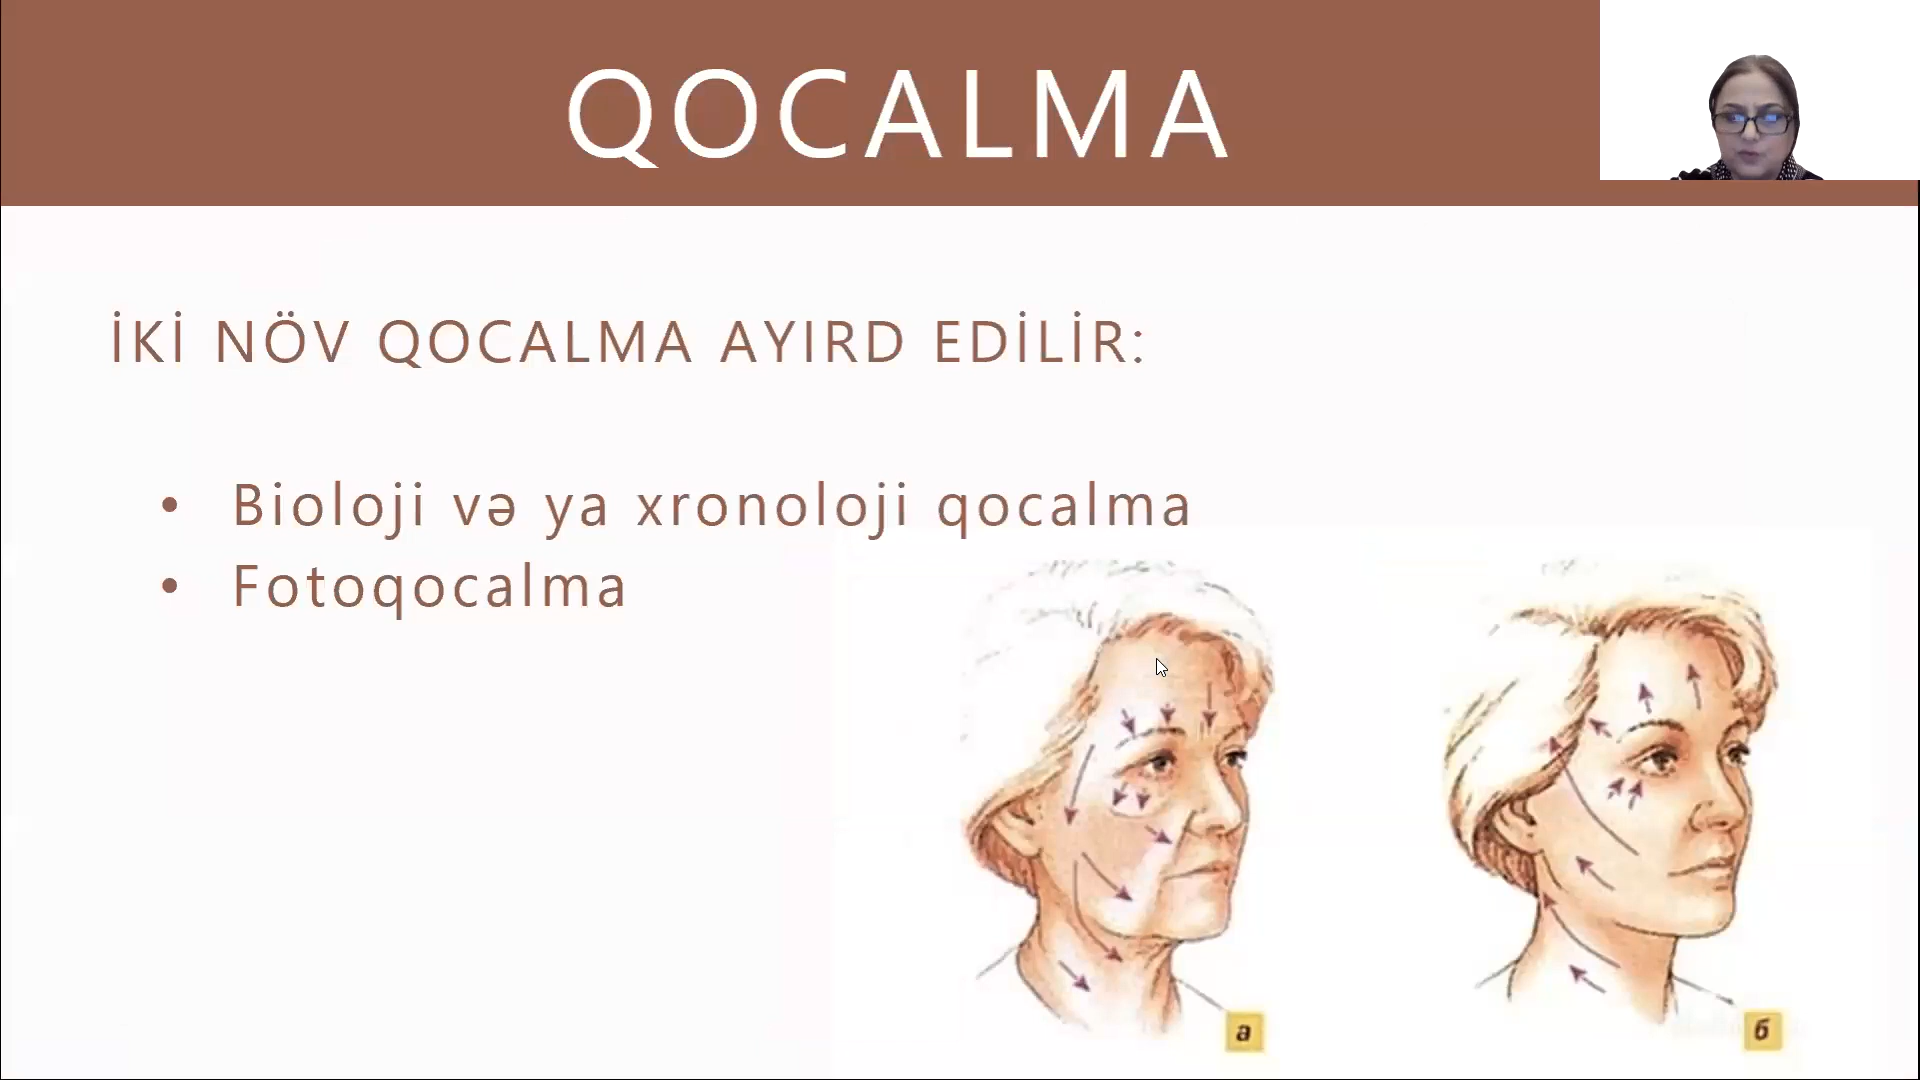 QOCALMA
İKİ NÖV QOCALMA AYIRD EDİLİR:
• Bioloji və ya xronoloji qocalma
• Fotoqocalma
а
б